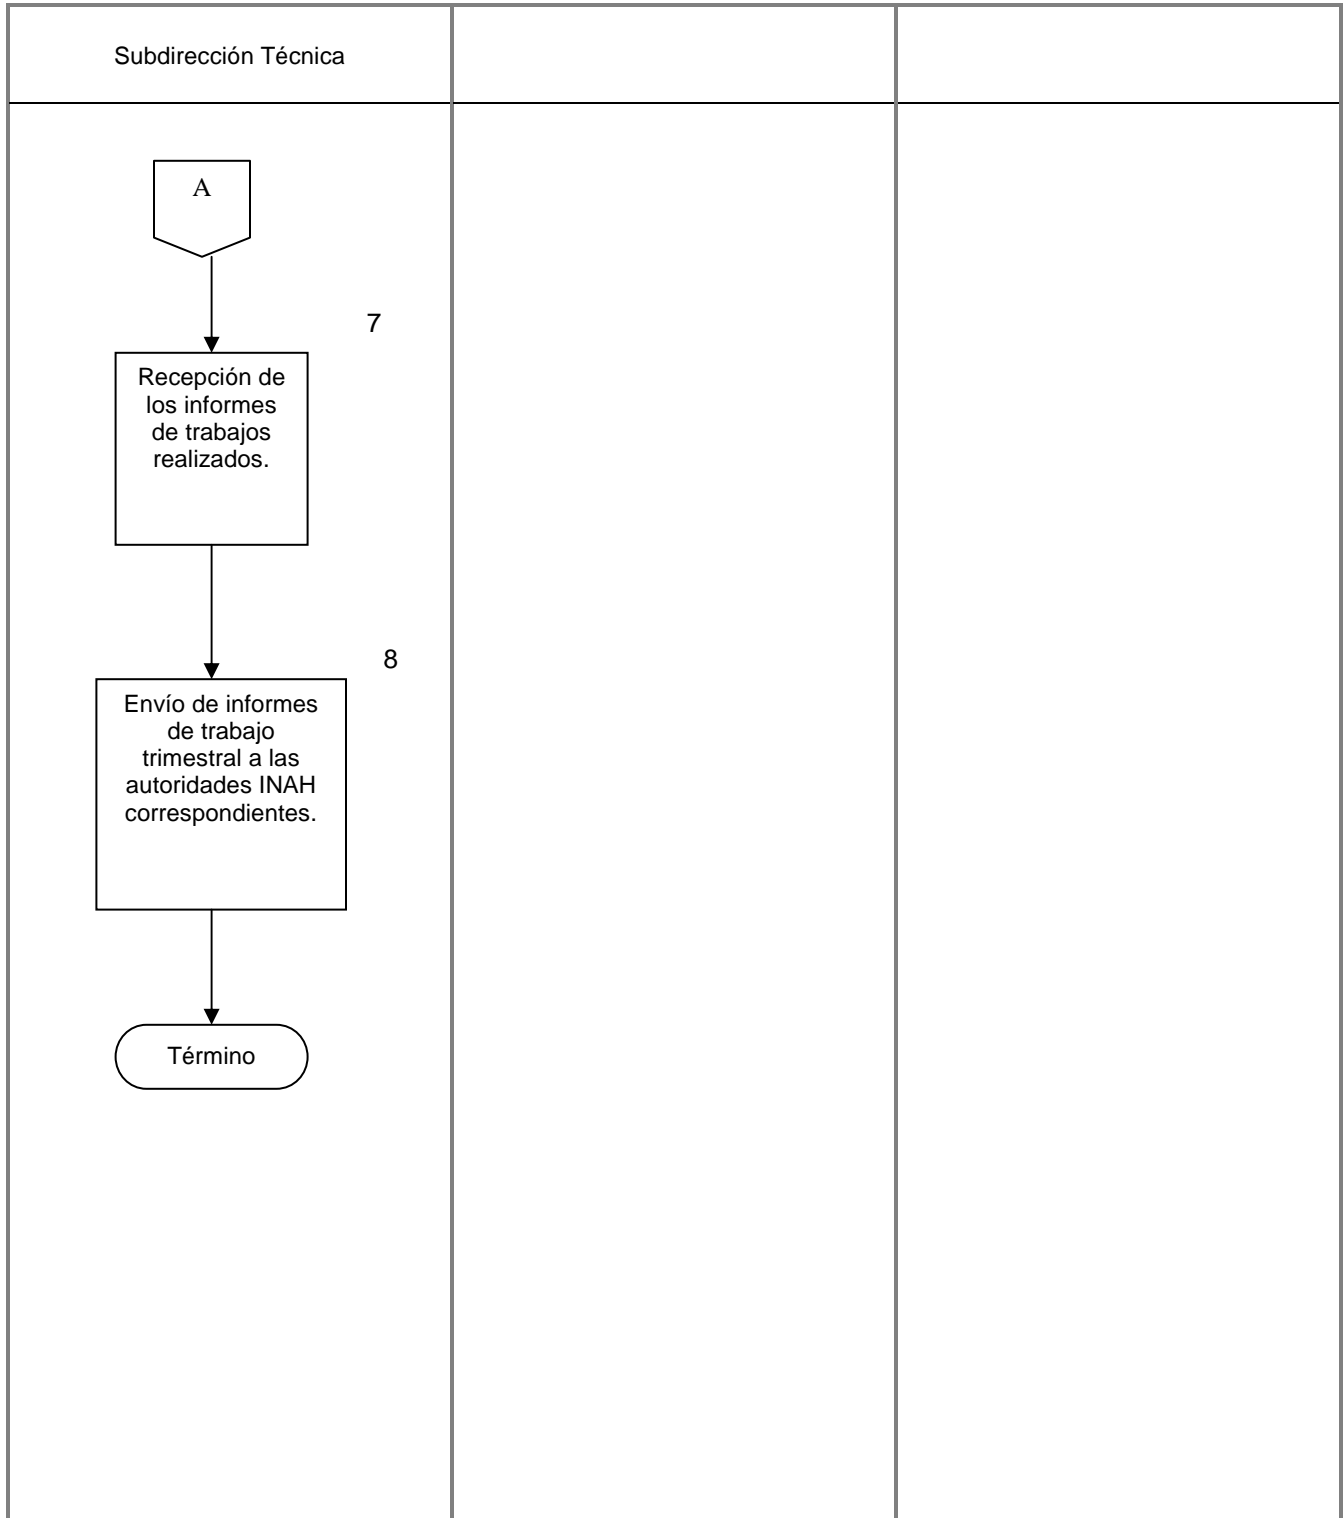 Subdirección Técnica
A
7
Recepción de
los informes
de trabajos
realizados.
8
Envío de informes
de trabajo
trimestral a las
autoridades INAH
correspondientes.
Término